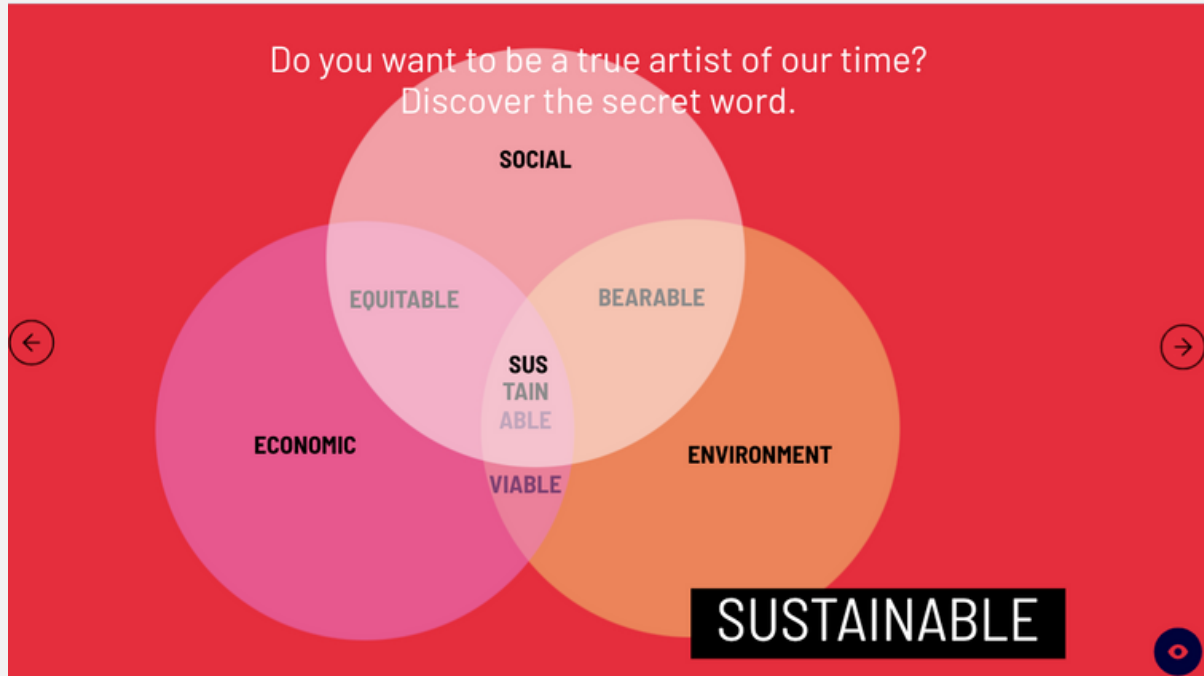 Do you want to be a true artist of our time?
Discover the secret word.
SOCIAL
EQUITABLE
BEARABLE
SUS
TAIN
ABLE
ECONOMIC
ENVIRONMENT
VIABLE
SUSTAINABLE